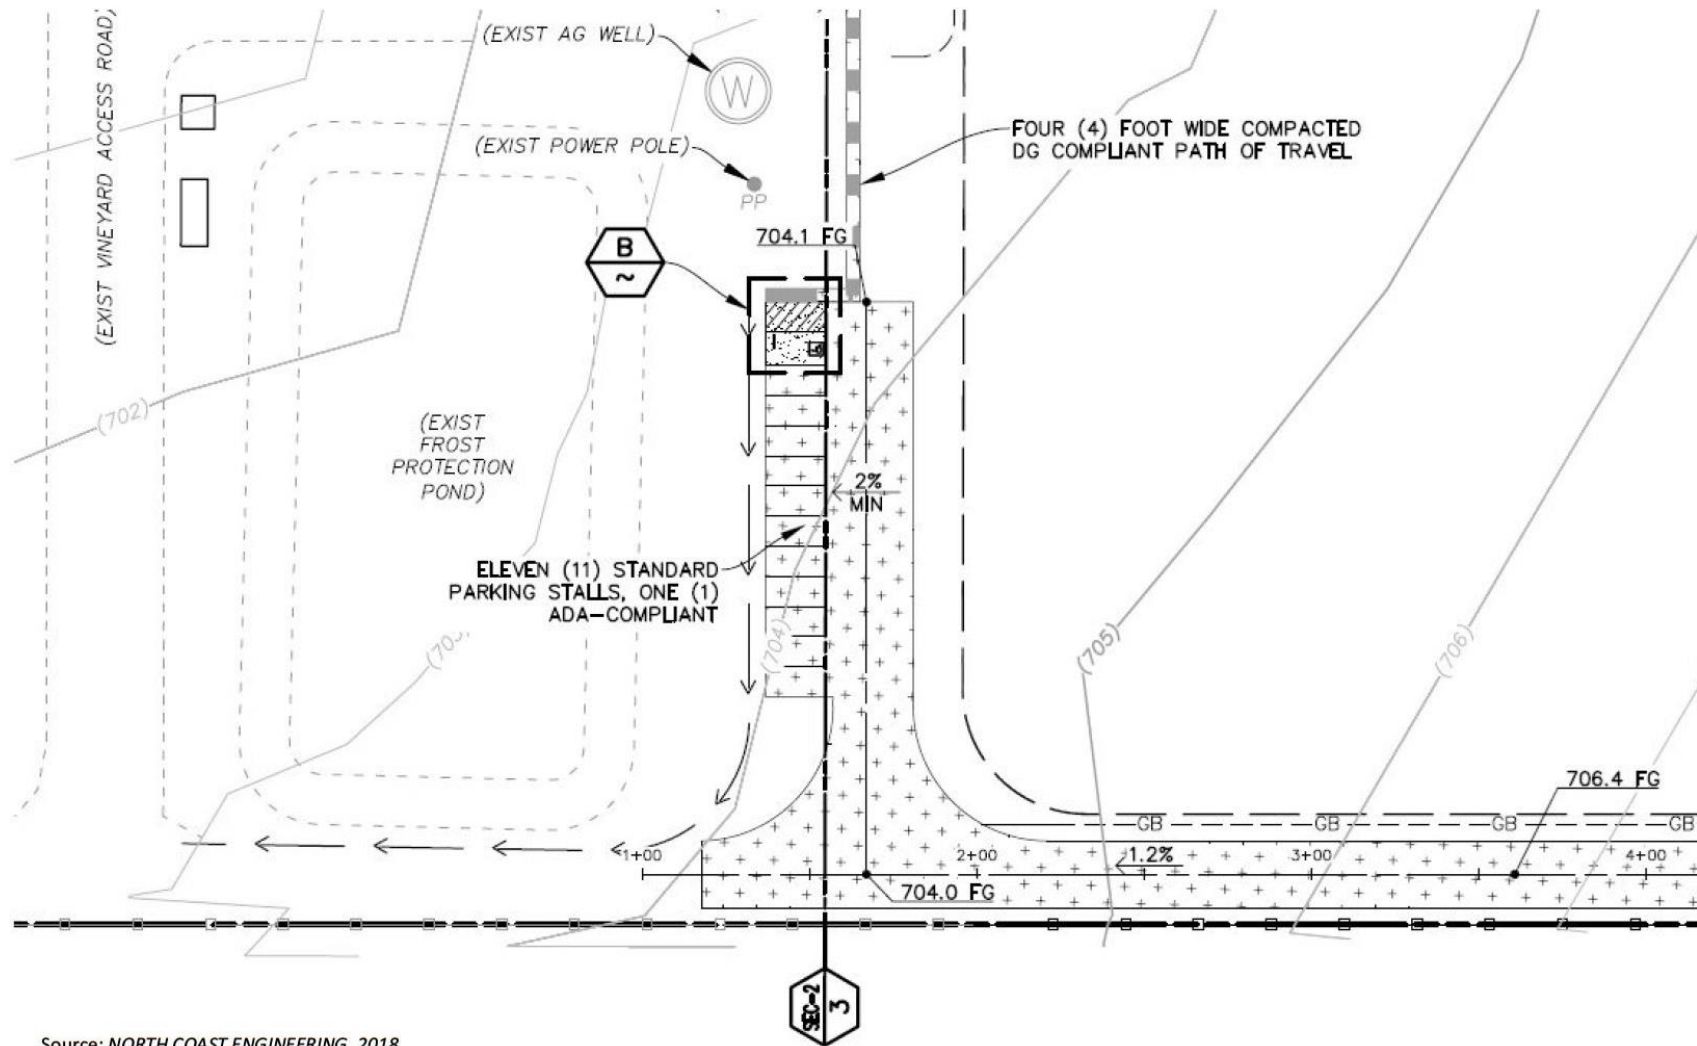 (EXIST VINEYARD ACCESS ROAD)
(EXIST AG WELL)
W
(EXIST POWER POLE)
PP
FOUR (4) FOOT WIDE COMPACTED
DG COMPLIANT PATH OF TRAVEL
704.1 FG
B
~
(702)
(EXIST
FROST
PROTECTION
POND)
2%
MIN
ELEVEN (11) STANDARD
PARKING STALLS, ONE (1)
ADA-COMPLIANT
(704)
(705)
(706)
706.4 FG
GB
GB
GB
GB
1+00
2+00
1.2%
3+00
4+00
704.0 FG
SEC-2
3
Source: NORTH COAST ENGINEERING, 2018